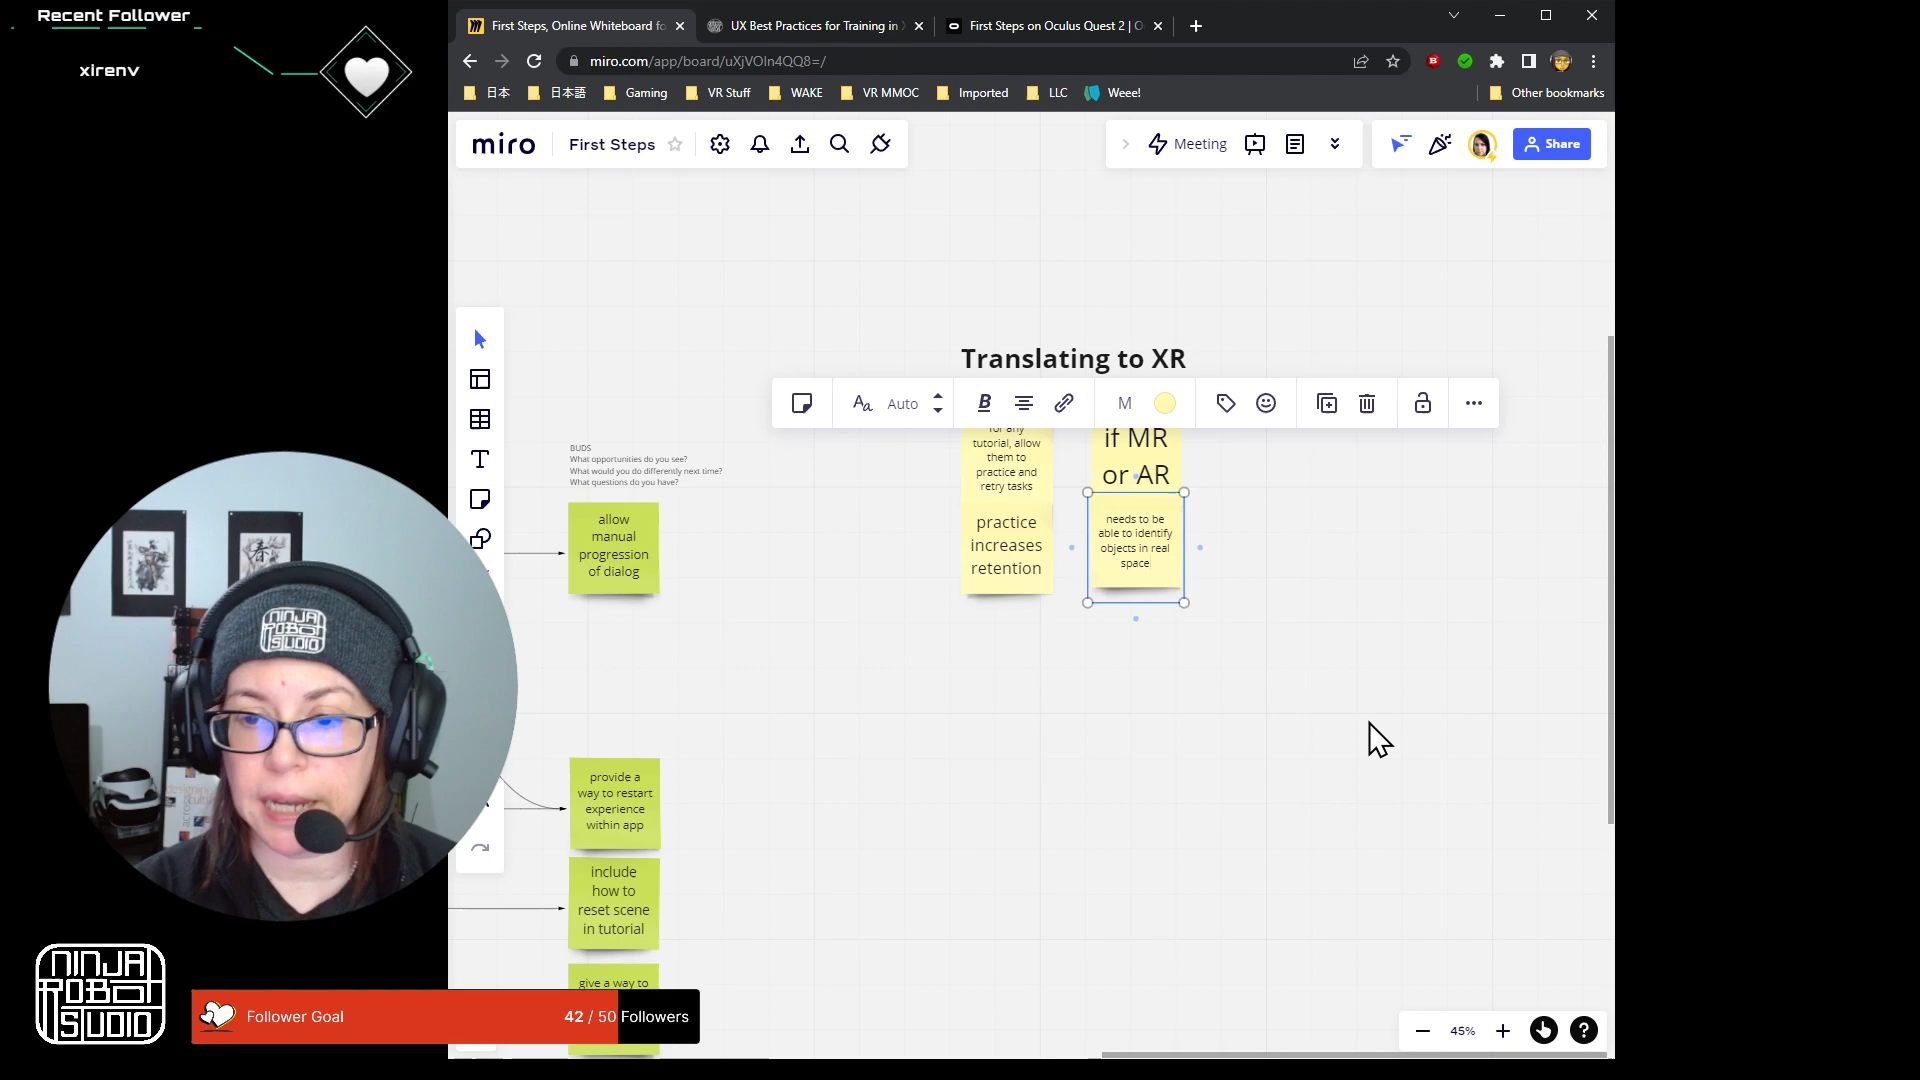 Recent Follower
xirenv
First Steps, Online Whiteboard fo
UX Best Practices for Training in
First Steps on Oculus Quest 2 | O
miro.com/app/board/uXjVOIn4QQ8=/
日本
日本語
Gaming
VR Stuff
WAKE
VR MMOC
Imported
LLC
Weee!
Other bookmarks
miro
First Steps
Meeting
Share
Translating to XR
Auto
B
M
for any
tutorial, allow
them to
practice and
retry tasks
if MR
or AR
practice
increases
retention
needs to be
able to identify
objects in real
space
BUDS
What opportunities do you see?
What would you do differently next time?
What questions do you have?
allow
manual
progression
of dialog
provide a
way to restart
experience
within app
include
how to
reset scene
in tutorial
give a way to
NINJA
ROBOT
STUDIO
NINJA
ROBOT
STUDIO
Follower Goal
42 / 50 Followers
45%